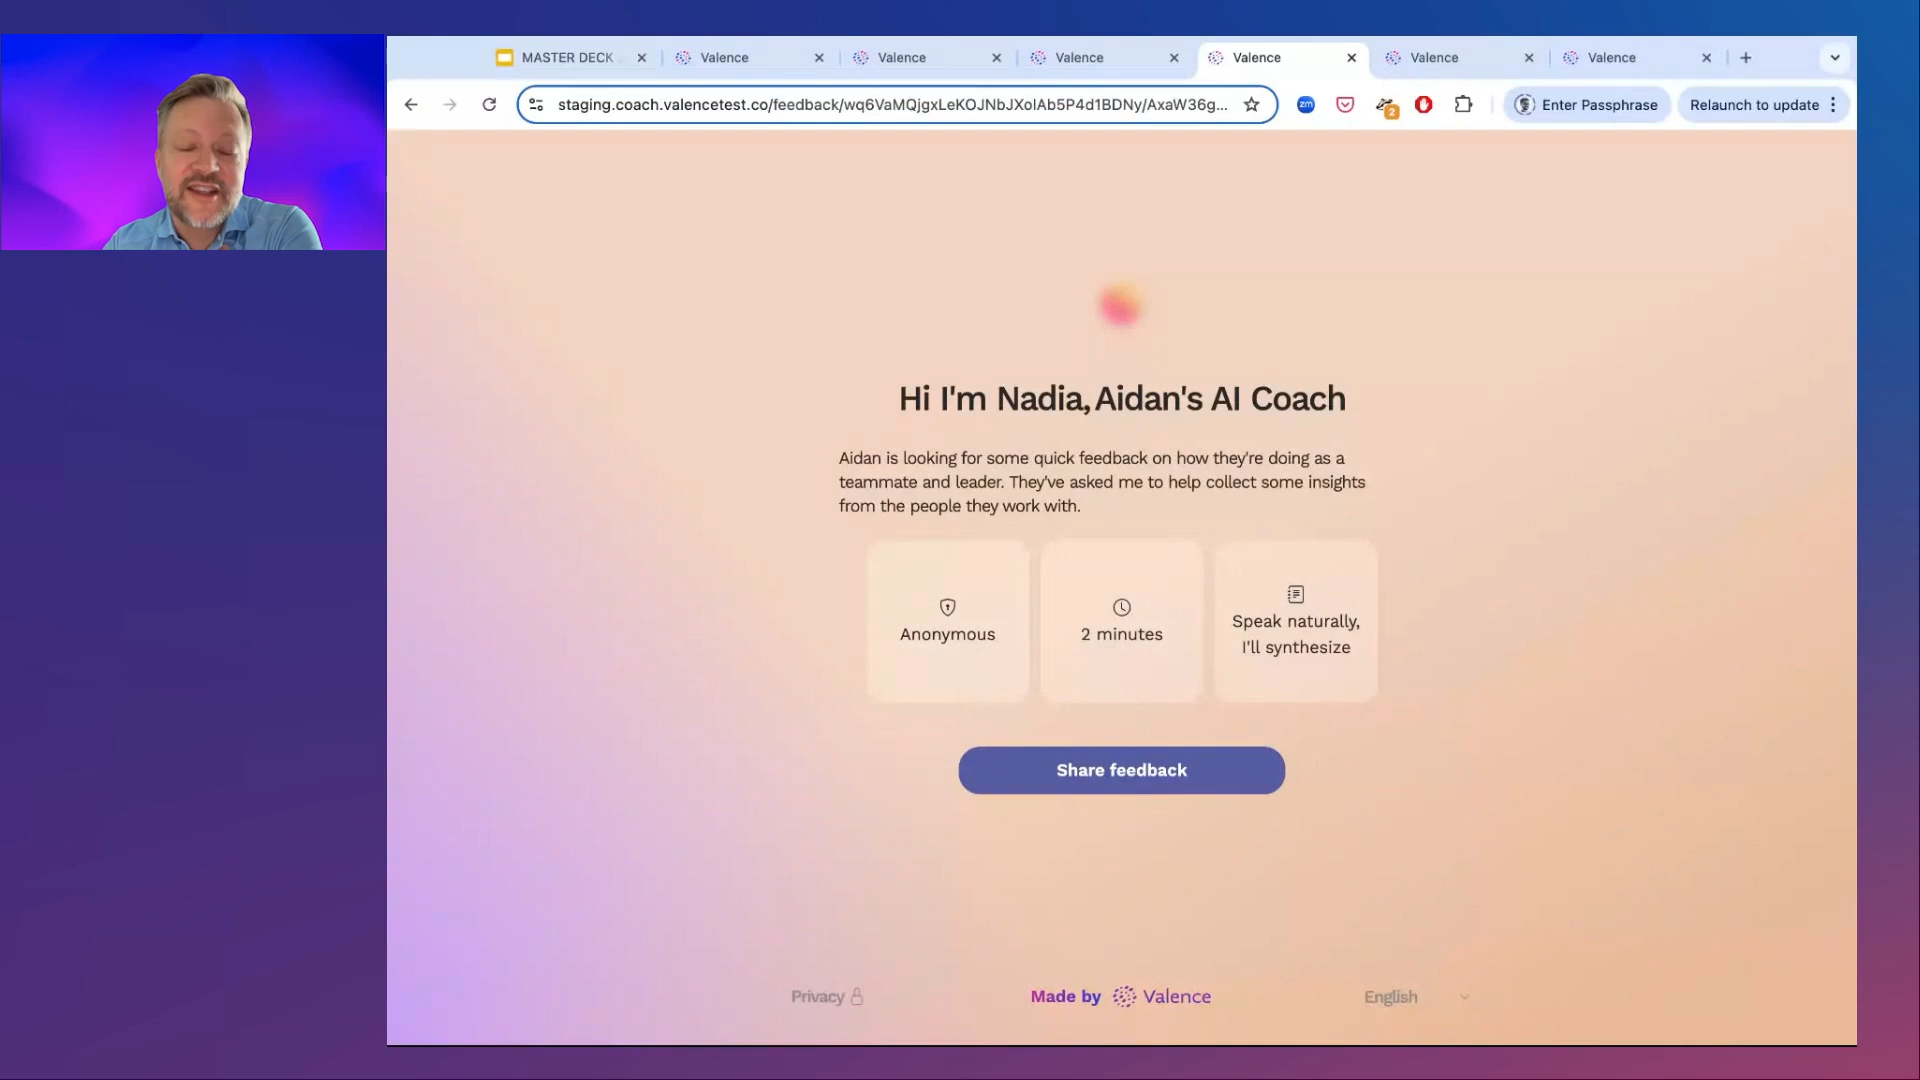 MASTER DECK
Valence
Valence
Valence
Valence
Valence
Valence
staging.coach.valencetest.co/feedback/wq6VaMQjgxLeKOJNbJXolAb5P4d1BDNy/AxaW36g...
zm
2
Enter Passphrase
Relaunch to update
Hi I'm Nadia, Aidan's AI Coach
Aidan is looking for some quick feedback on how they're doing as a
teammate and leader. They've asked me to help collect some insights
from the people they work with.
Anonymous
2 minutes
Speak naturally,
I'll synthesize
Share feedback
Privacy
Made by Valence
English